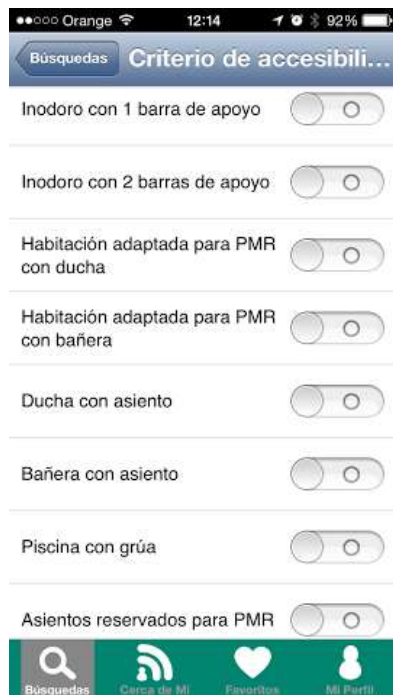 Orange 12:14 92%
Búsquedas Criterio de accesibili...
Inodoro con 1 barra de apoyo
Inodoro con 2 barras de apoyo
Habitación adaptada para PMR
con ducha
Habitación adaptada para PMR
con bañera
Ducha con asiento
Bañera con asiento
Piscina con grúa
Asientos reservados para PMR
Búsquedas Cerca de Mi Favoritos Mi Perfil